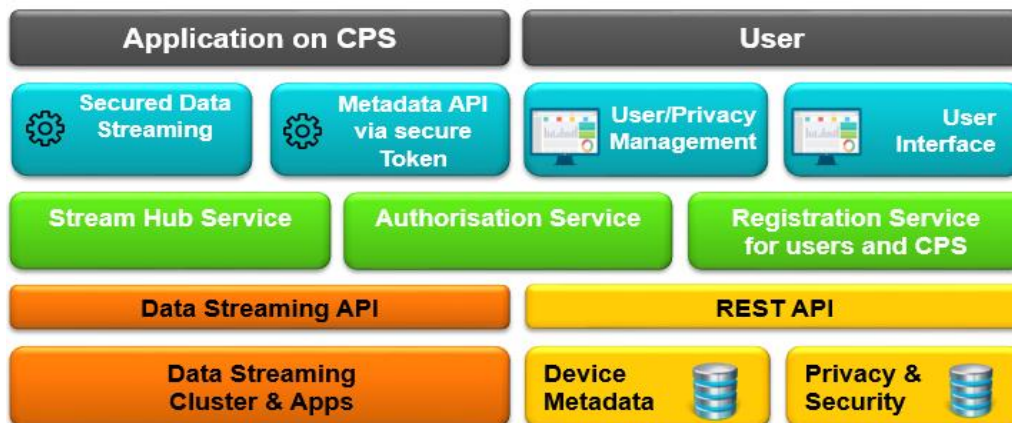 Application on CPS
User
Secured Data
Streaming
Metadata API
via secure
Token
User/Privacy
Management
User
Interface
Stream Hub Service
Authorisation Service
Registration Service
for users and CPS
Data Streaming API
REST API
Data Streaming
Cluster & Apps
Device
Metadata
Privacy &
Security